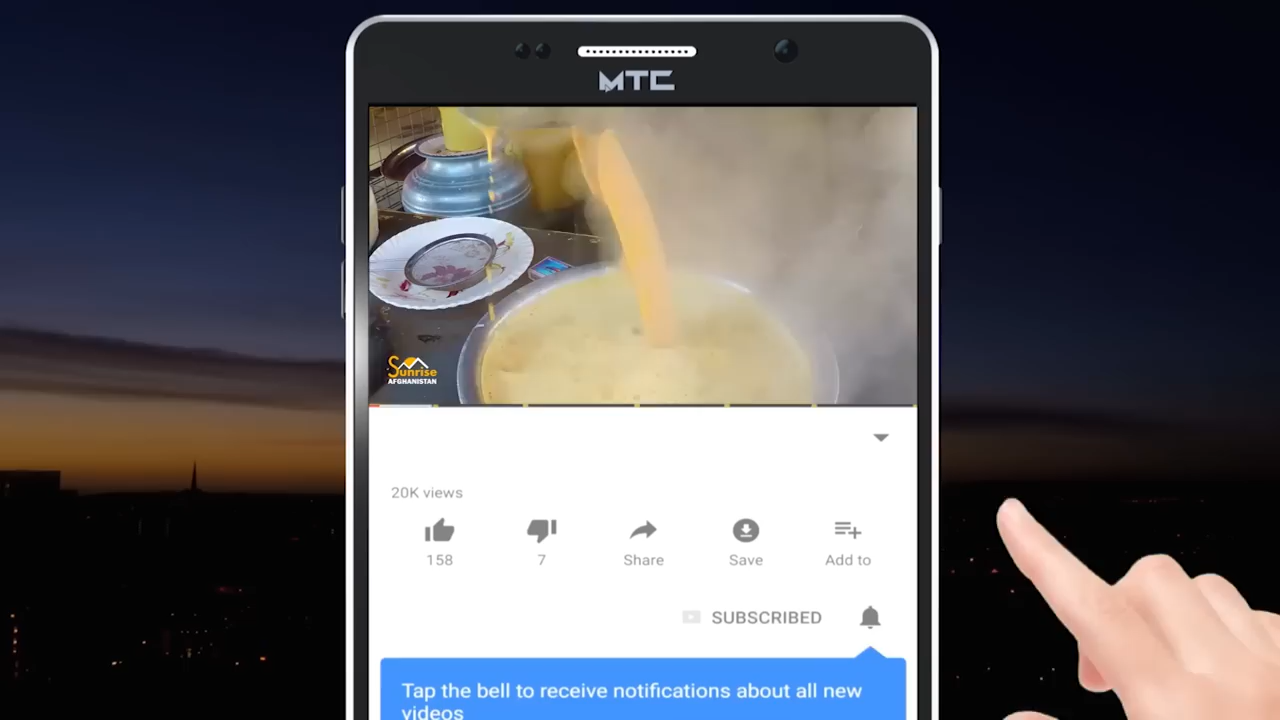 MTC
Sunrise
AFGHANISTAN
20K views
158
7
Share
Save
Add to
SUBSCRIBED
Tap the bell to receive notifications about all new
videos